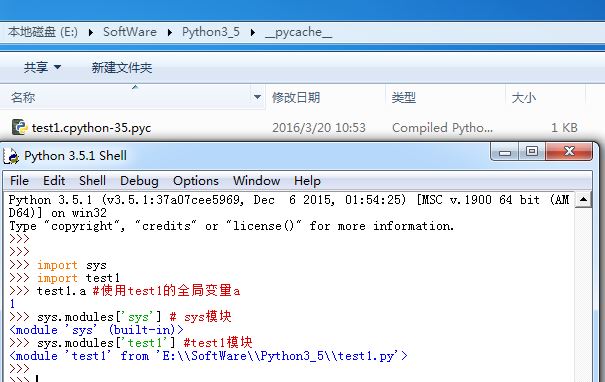 本地磁盘 (E:) SoftWare Python3_5 __pycache__
共享 新建文件夹
名称 修改日期 类型 大小
test1.cpython-35.pyc 2016/3/20 10:53 Compiled Pytho... 1 KB
Python 3.5.1 Shell
File Edit Shell Debug Options Window Help
Python 3.5.1 (v3.5.1:37a07cee5969, Dec  6 2015, 01:54:25) [MSC v.1900 64 bit (AM
D64)] on win32
Type "copyright", "credits" or "license()" for more information.
>>>
>>>
>>> import sys
>>> import test1
>>> test1.a #使用test1的全局变量a
1
>>> sys.modules['sys'] # sys模块
<module 'sys' (built-in)>
>>> sys.modules['test1'] #test1模块
<module 'test1' from 'E:\\SoftWare\\Python3_5\\test1.py'>
>>>
>>>